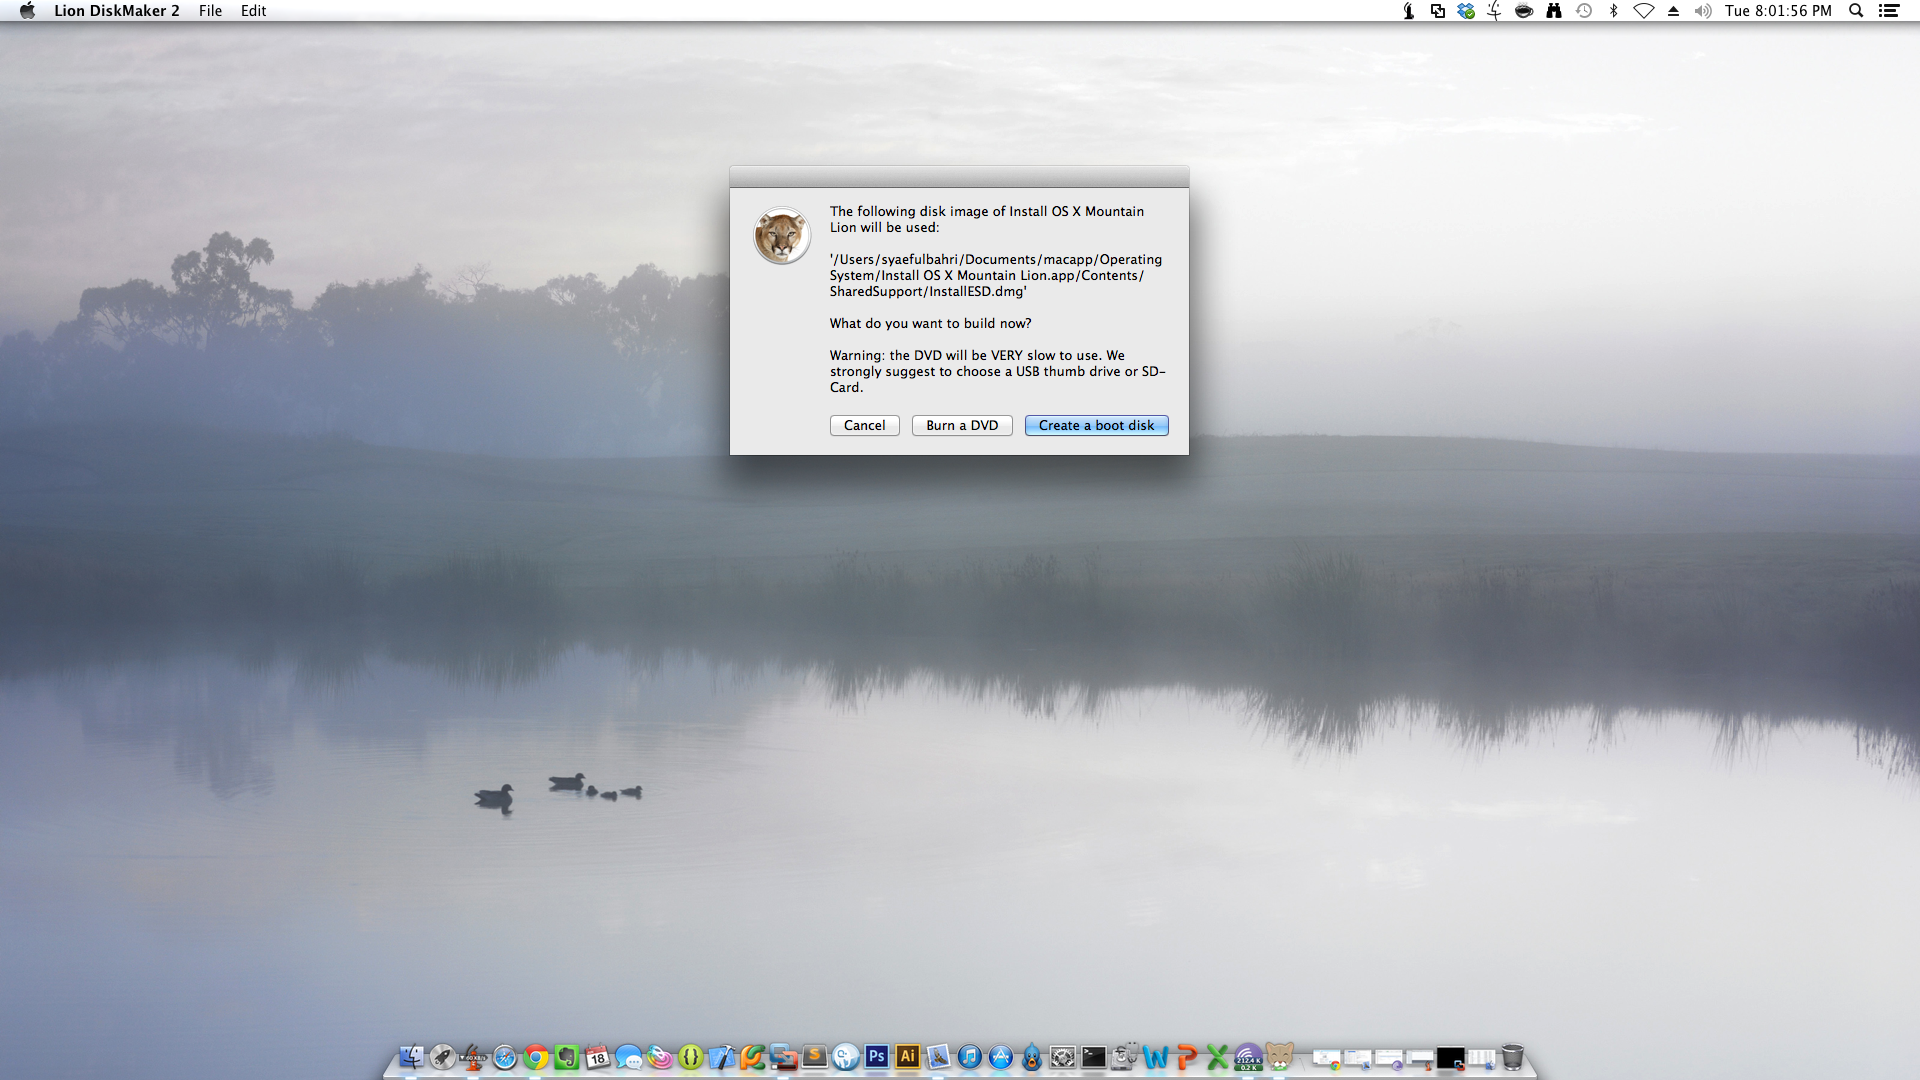 Lion DiskMaker 2 File Edit Tue 8:01:56 PM
The following disk image of Install OS X Mountain
Lion will be used:
'/Users/syaefulbahri/Documents/macapp/Operating
System/Install OS X Mountain Lion.app/Contents/
SharedSupport/InstallESD.dmg'
What do you want to build now?
Warning: the DVD will be VERY slow to use. We
strongly suggest to choose a USB thumb drive or SD-
Card.
Cancel Burn a DVD Create a boot disk
18 S Ps Ai W P X